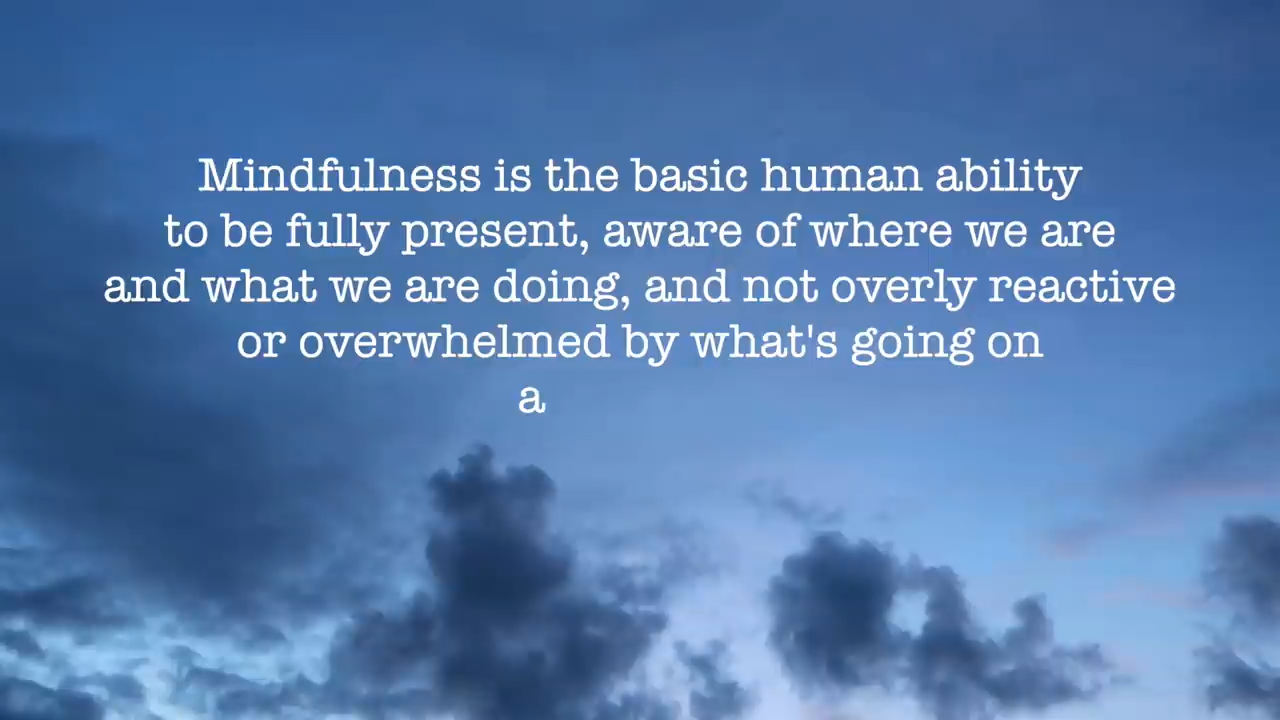 Mindfulness is the basic human ability
to be fully present, aware of where we are
and what we are doing, and not overly reactive
or overwhelmed by what's going on
a